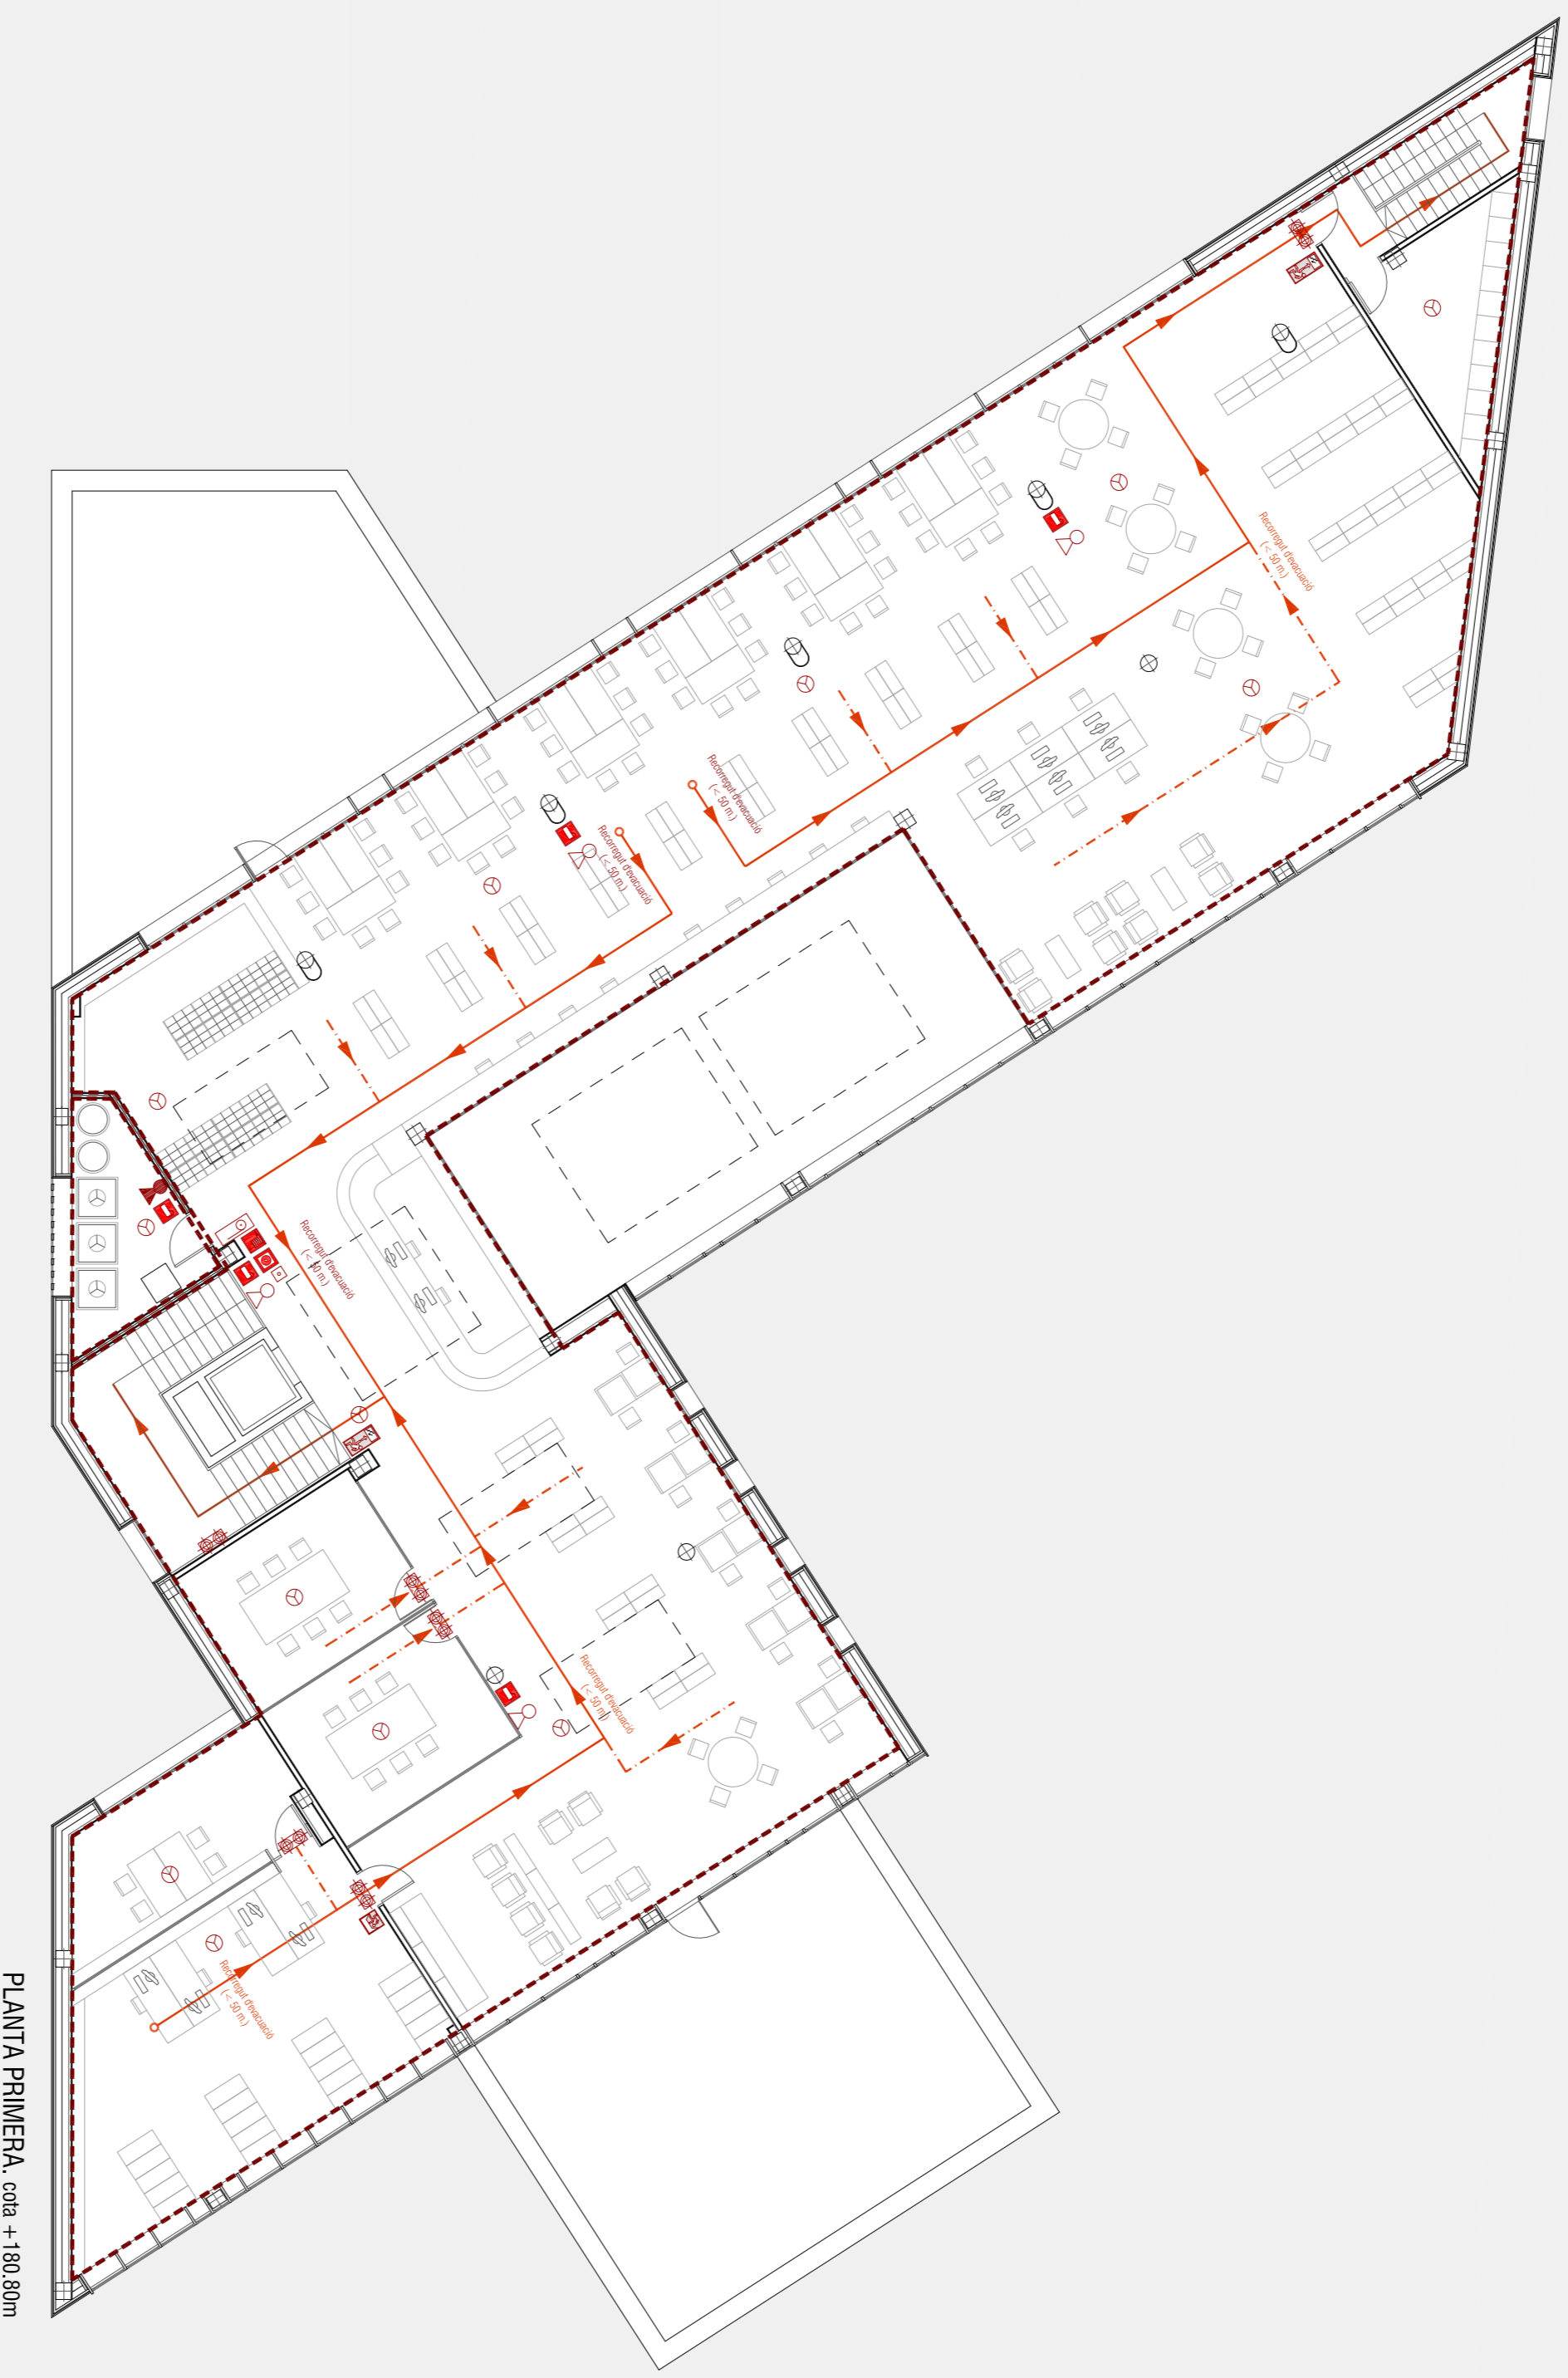 Recorregut d'evacuació
(< 50 m.)
Recorregut d'evacuació
(< 50 m.)
Recorregut d'evacuació
(< 50 m.)
Recorregut d'evacuació
(< 50 m.)
Recorregut d'evacuació
(< 50 m.)
Recorregut d'evacuació
(< 50 m.)
PLANTA PRIMERA. cota +180.80m